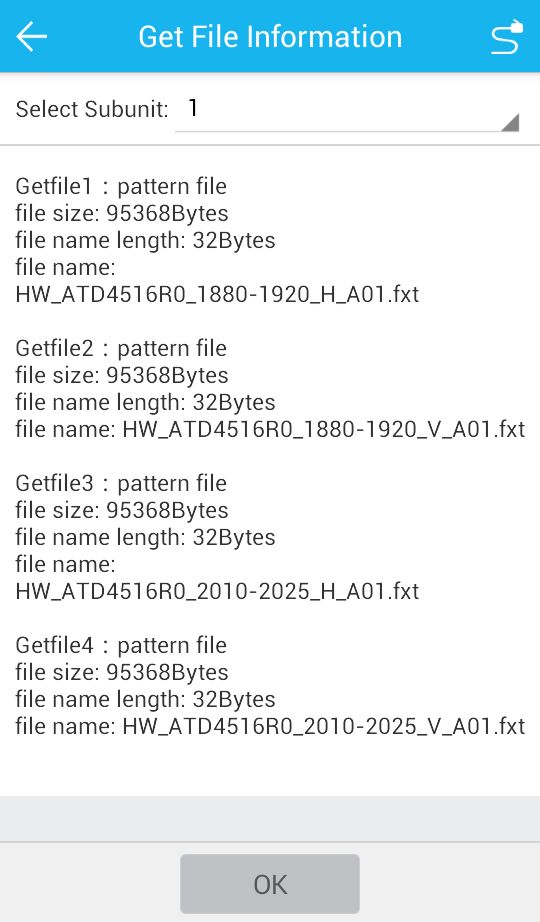 Get File Information
Select Subunit: 1
Getfile1 : pattern file
file size: 95368Bytes
file name length: 32Bytes
file name:
HW_ATD4516R0_1880-1920_H_A01.fxt
Getfile2 : pattern file
file size: 95368Bytes
file name length: 32Bytes
file name: HW_ATD4516R0_1880-1920_V_A01.fxt
Getfile3 : pattern file
file size: 95368Bytes
file name length: 32Bytes
file name:
HW_ATD4516R0_2010-2025_H_A01.fxt
Getfile4 : pattern file
file size: 95368Bytes
file name length: 32Bytes
file name: HW_ATD4516R0_2010-2025_V_A01.fxt
OK